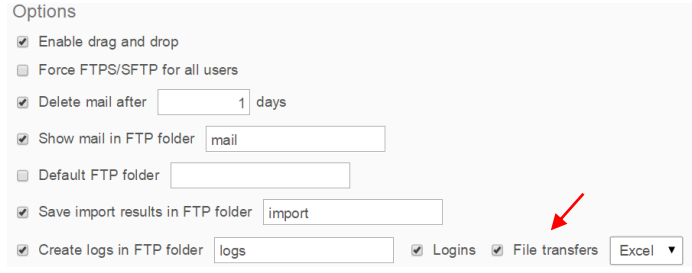 Options
Enable drag and drop
Force FTPS/SFTP for all users
Delete mail after 1 days
Show mail in FTP folder mail
Default FTP folder
Save import results in FTP folder import
Create logs in FTP folder logs Logins File transfers Excel